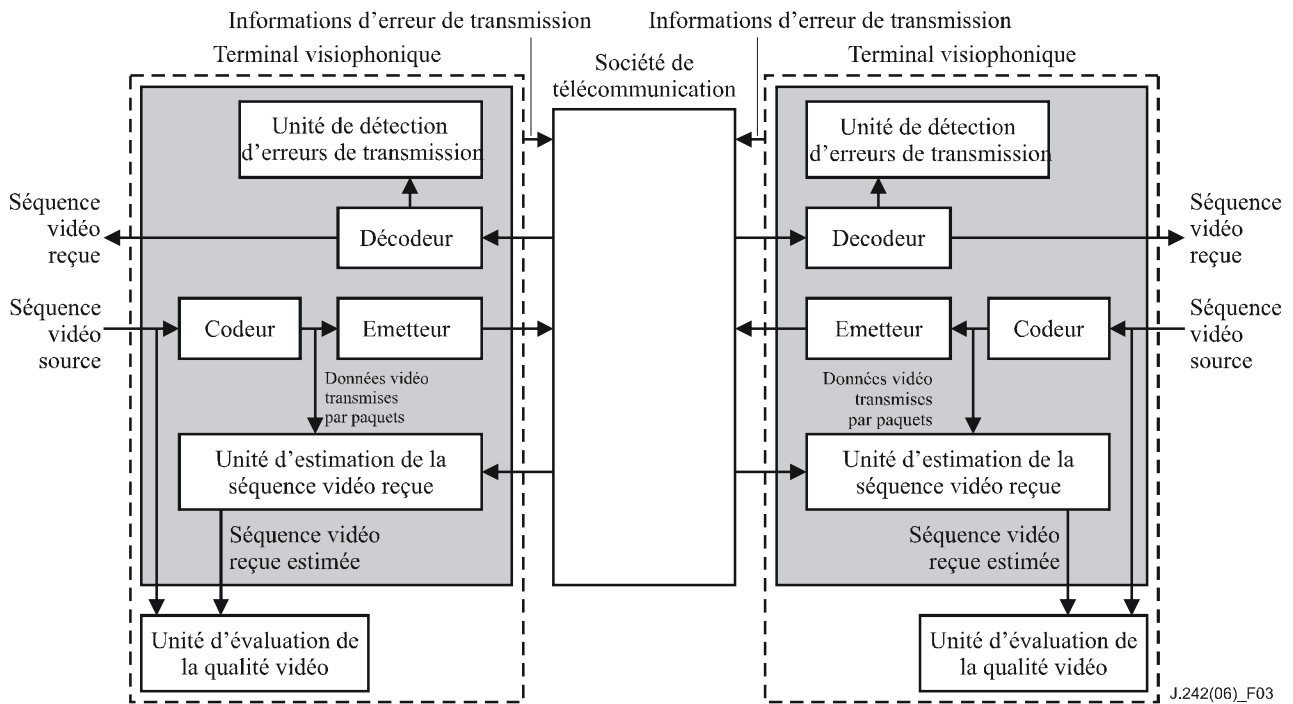 Informations d'erreur de transmission
Informations d'erreur de transmission
Terminal visiophonique
Société de
télécommunication
Terminal visiophonique
Unité de détection
d'erreurs de transmission
Unité de détection
d'erreurs de transmission
Séquence
vidéo
reçue
Décodeur
Decodeur
Séquence
vidéo
reçue
Séquence
vidéo
source
Codeur
Emetteur
Emetteur
Codeur
Séquence
vidéo
source
Données vidéo
transmises
par paquets
Données vidéo
transmises
par paquets
Unité d'estimation de la
séquence vidéo reçue
Unité d'estimation de la
séquence vidéo reçue
Séquence vidéo
reçue estimée
Séquence vidéo
reçue estimée
Unité d'évaluation de
la qualité vidéo
Unité d'évaluation de
la qualité vidéo
J.242(06)_F03